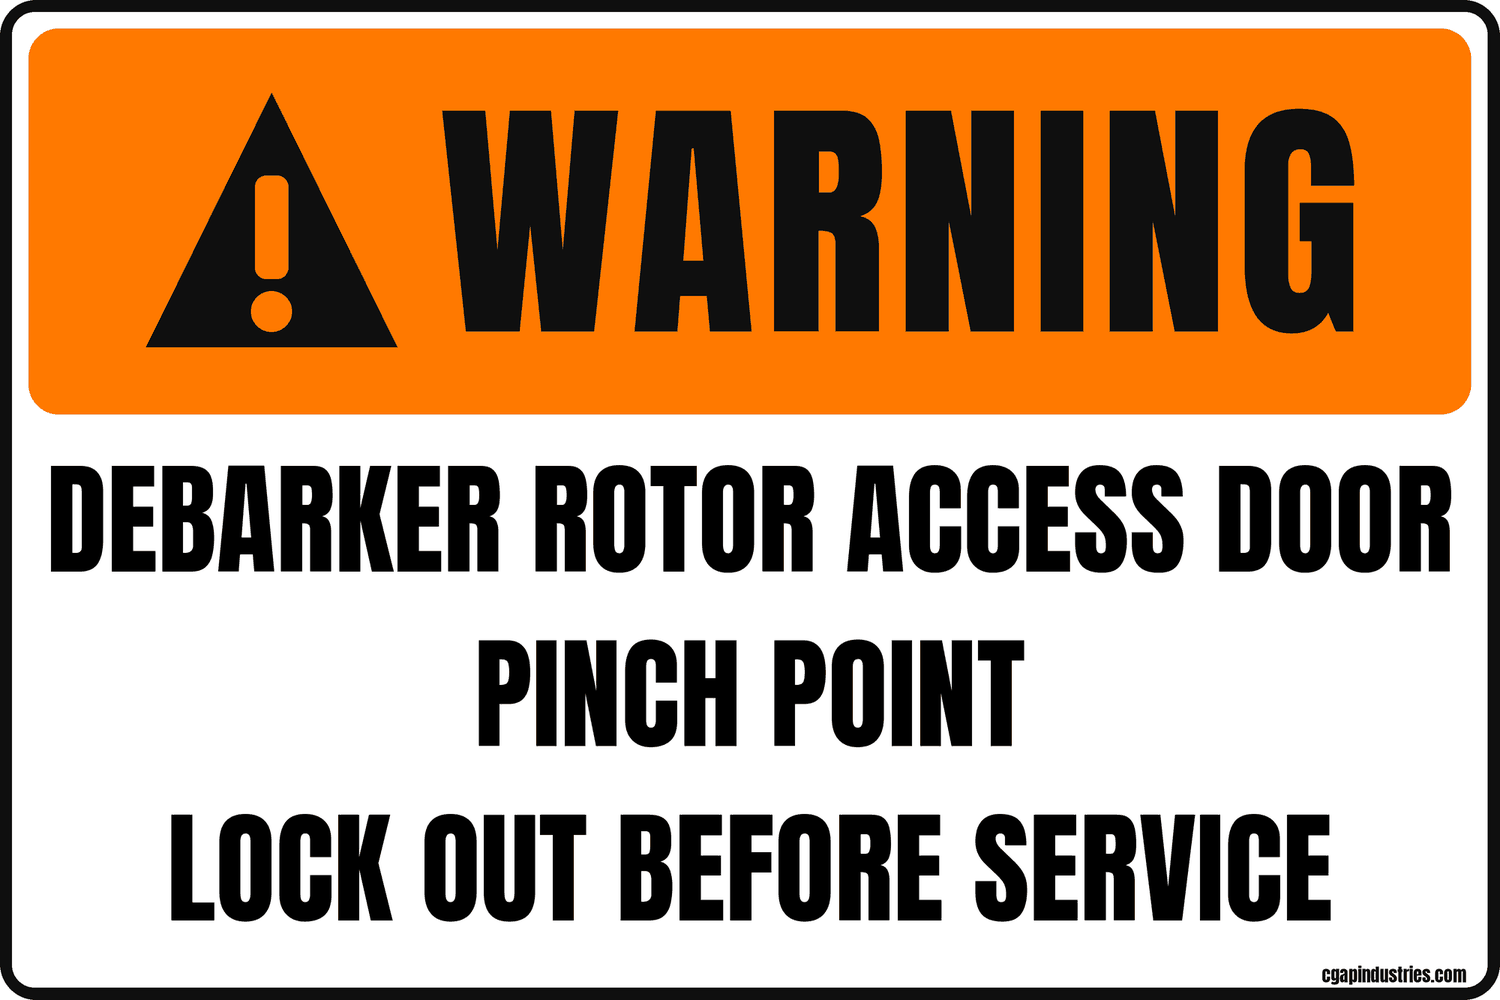 WARNING
DEBARKER ROTOR ACCESS DOOR
PINCH POINT
LOCK OUT BEFORE SERVICE
cgapindustries.com